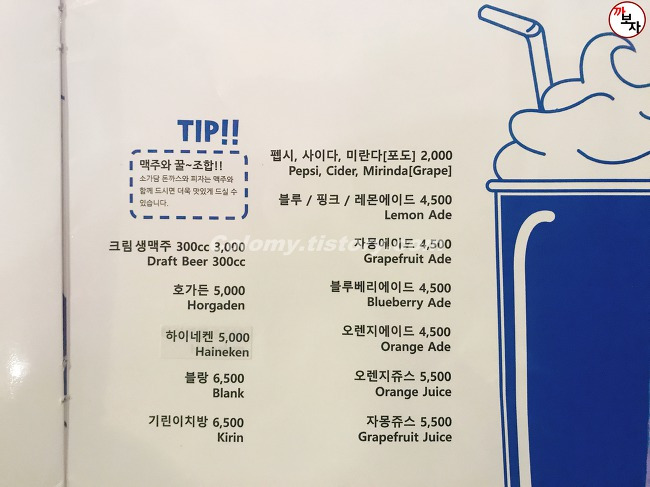 까
보
자
TIP!!
맥주와 꿀~조합!!
소가담 돈까스와 피자는 맥주와
함께 드시면 더욱 맛있게 드실 수
있습니다.
크림생맥주 300cc 3,000
Draft Beer 300cc
호가든 5,000
Horgaden
하이네켄 5,000
Haineken
블랑 6,500
Blank
기린이치방 6,500
Kirin
펩시, 사이다, 미란다[포도] 2,000
Pepsi, Cider, Mirinda[Grape]
블루 / 핑크 / 레몬에이드 4,500
Lemon Ade
자몽에이드 4,500
Grapefruit Ade
블루베리에이드 4,500
Blueberry Ade
오렌지에이드 4,500
Orange Ade
오렌지쥬스 5,500
Orange Juice
자몽쥬스 5,500
Grapefruit Juice